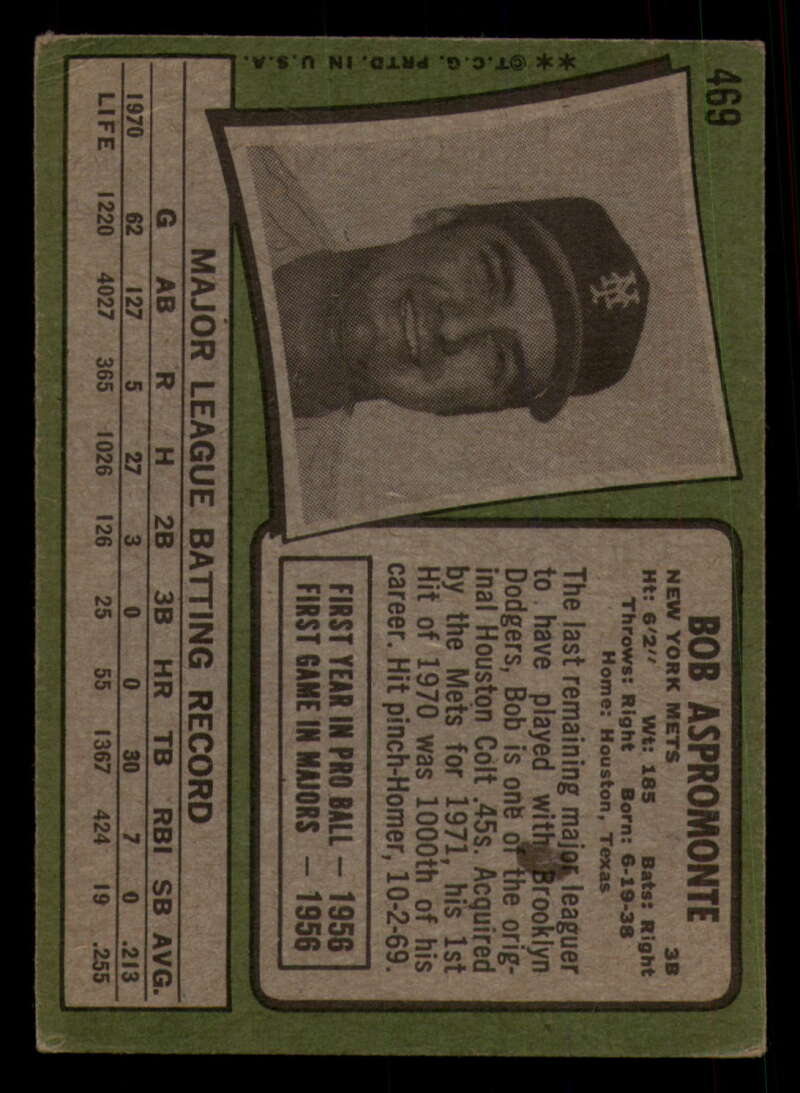 469
**©T.C.G. PRTD. IN U.S.A.
NY
BOB ASPROMONTE
NEW YORK METS 3B
Ht: 6'2" Wt: 185 Bats: Right
Throws: Right Born: 6-19-38
Home: Houston, Texas
The last remaining major leaguer
to have played with Brooklyn
Dodgers, Bob is one of the orig-
inal Houston Colt .45s. Acquired
by the Mets for 1971, his 1st
Hit of 1970 was 1000th of his
career. Hit pinch-Homer, 10-2-69.
FIRST YEAR IN PRO BALL — 1956
FIRST GAME IN MAJORS — 1956
MAJOR LEAGUE BATTING RECORD
G AB R H 2B 3B HR TB RBI SB AVG.
1970 62 127 5 27 3 0 0 30 7 0 .213
LIFE 1220 4027 365 1026 126 25 55 1367 424 19 .255